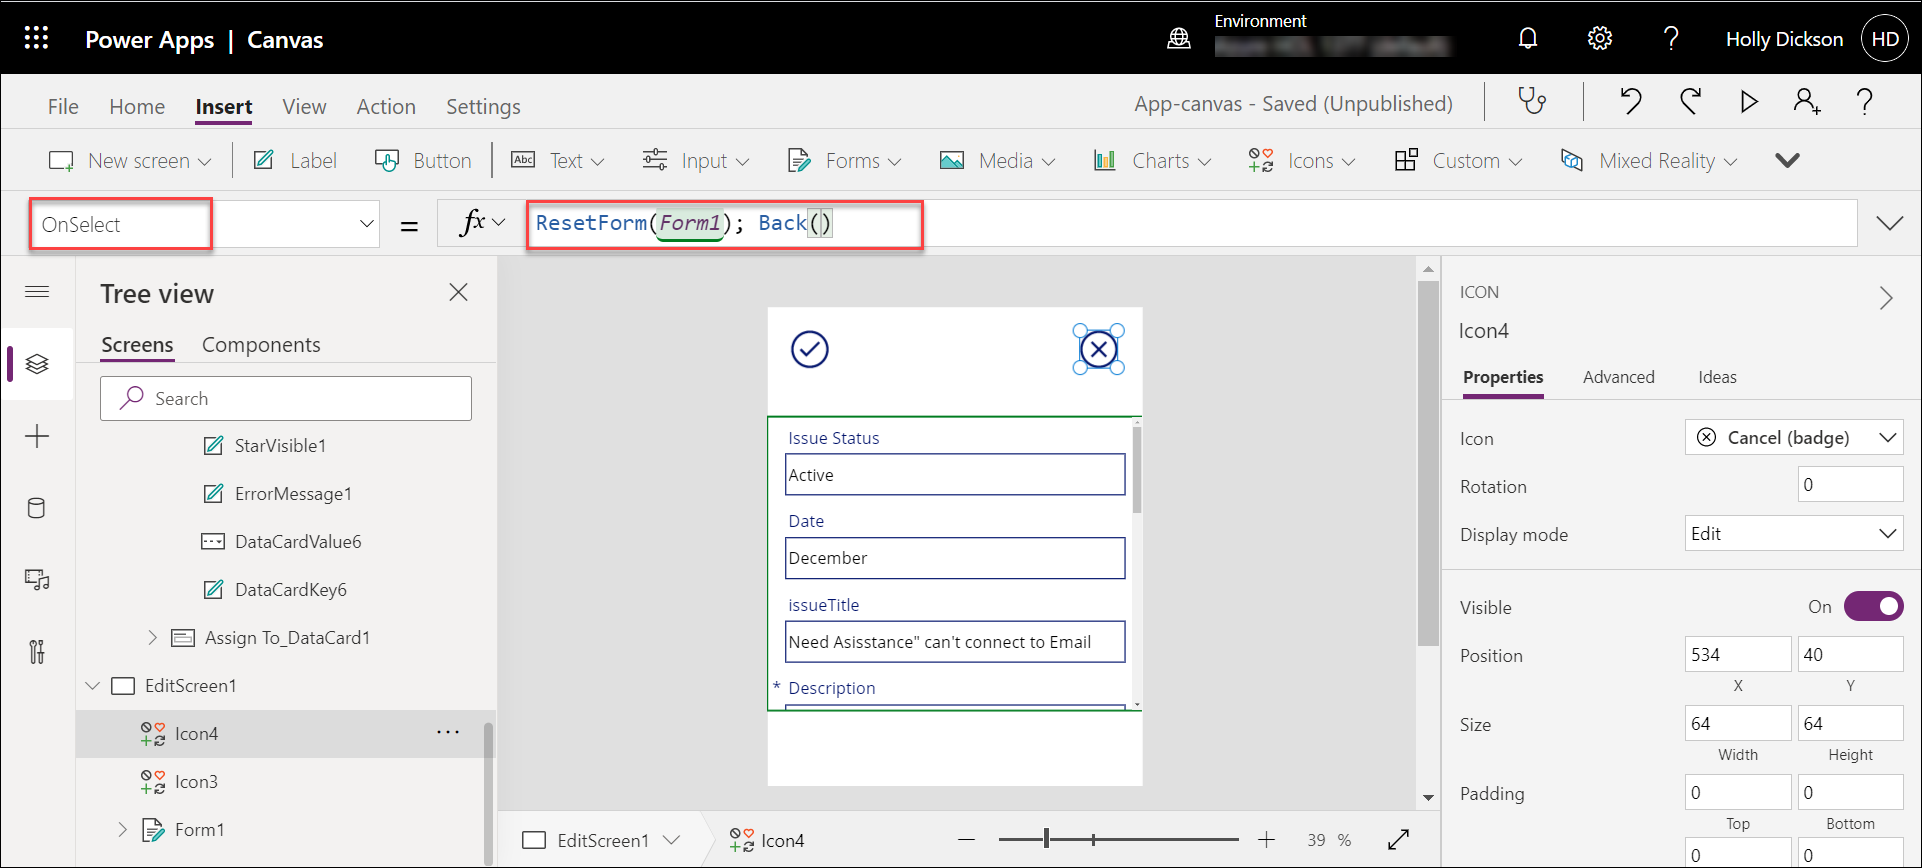 Power Apps | Canvas
Environment
Holly Dickson
HD
File Home Insert View Action Settings
App-canvas - Saved (Unpublished)
New screen
Label
Button
Abc Text
Input
Forms
Media
Charts
Icons
Custom
Mixed Reality
OnSelect
=
fx
ResetForm(Form1); Back()
Tree view
Screens Components
Search
StarVisible1
ErrorMessage1
DataCardValue6
DataCardKey6
Assign To_DataCard1
EditScreen1
Icon4
Icon3
Form1
Issue Status
Active
Date
December
issueTitle
Need Asisstance" can't connect to Email
* Description
EditScreen1
Icon4
39 %
ICON
Icon4
Properties Advanced Ideas
Icon Cancel (badge)
Rotation 0
Display mode Edit
Visible On
Position 534 40
X Y
Size 64 64
Width Height
Padding 0 0
Top Bottom
0 0